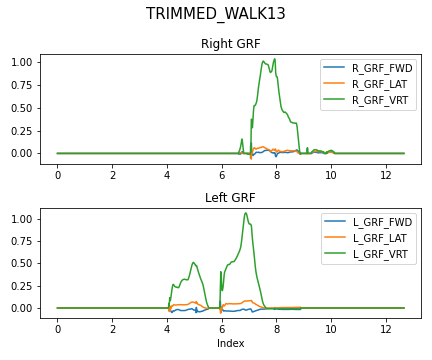 TRIMMED_WALK13
Right GRF
1.00
0.75
0.50
0.25
0.00
R_GRF_FWD
R_GRF_LAT
R_GRF_VRT
0 2 4 6 8 10 12
Left GRF
1.00
0.75
0.50
0.25
0.00
L_GRF_FWD
L_GRF_LAT
L_GRF_VRT
0 2 4 6 8 10 12
Index